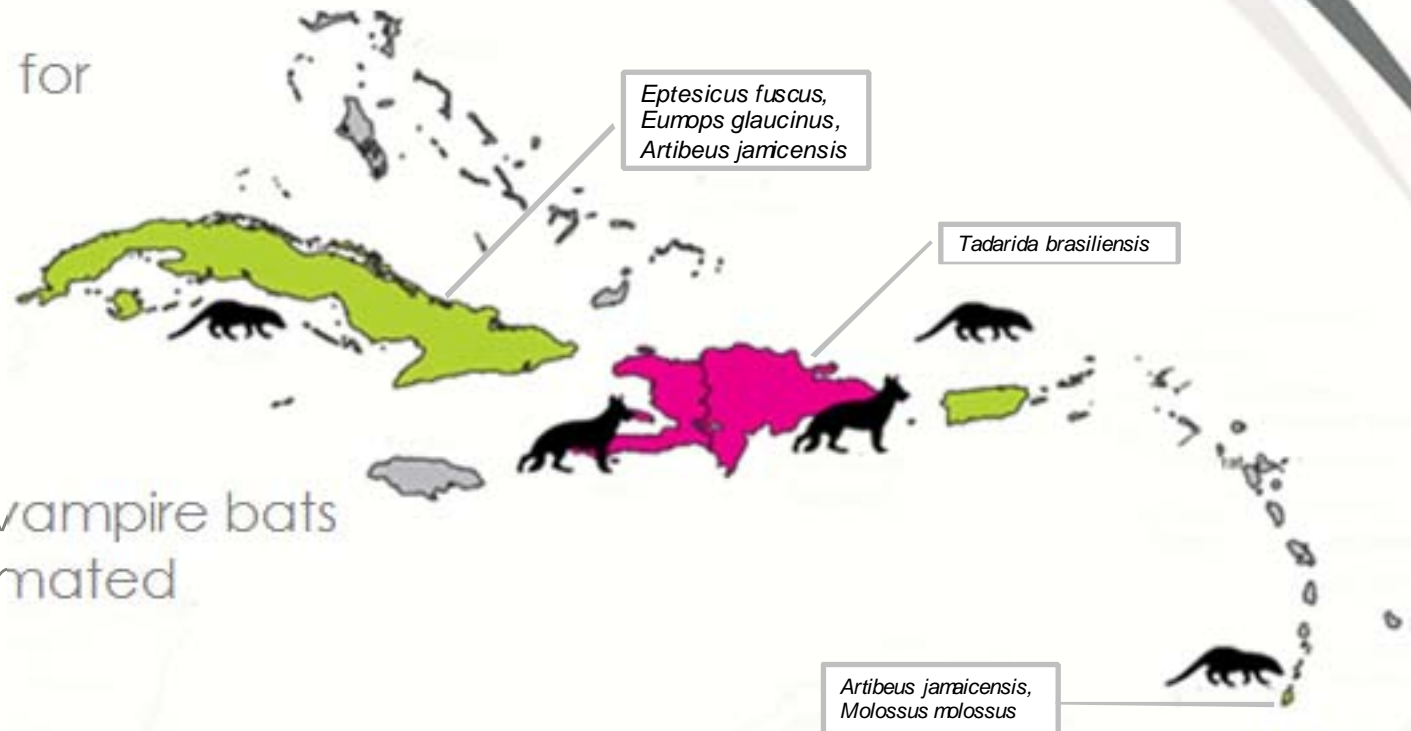 for
Eptesicus fuscus,
Eumops glaucinus,
Artibeus jamicensis
Tadarida brasiliensis
vampire bats
mated
Artibeus jamaicensis,
Molossus molossus